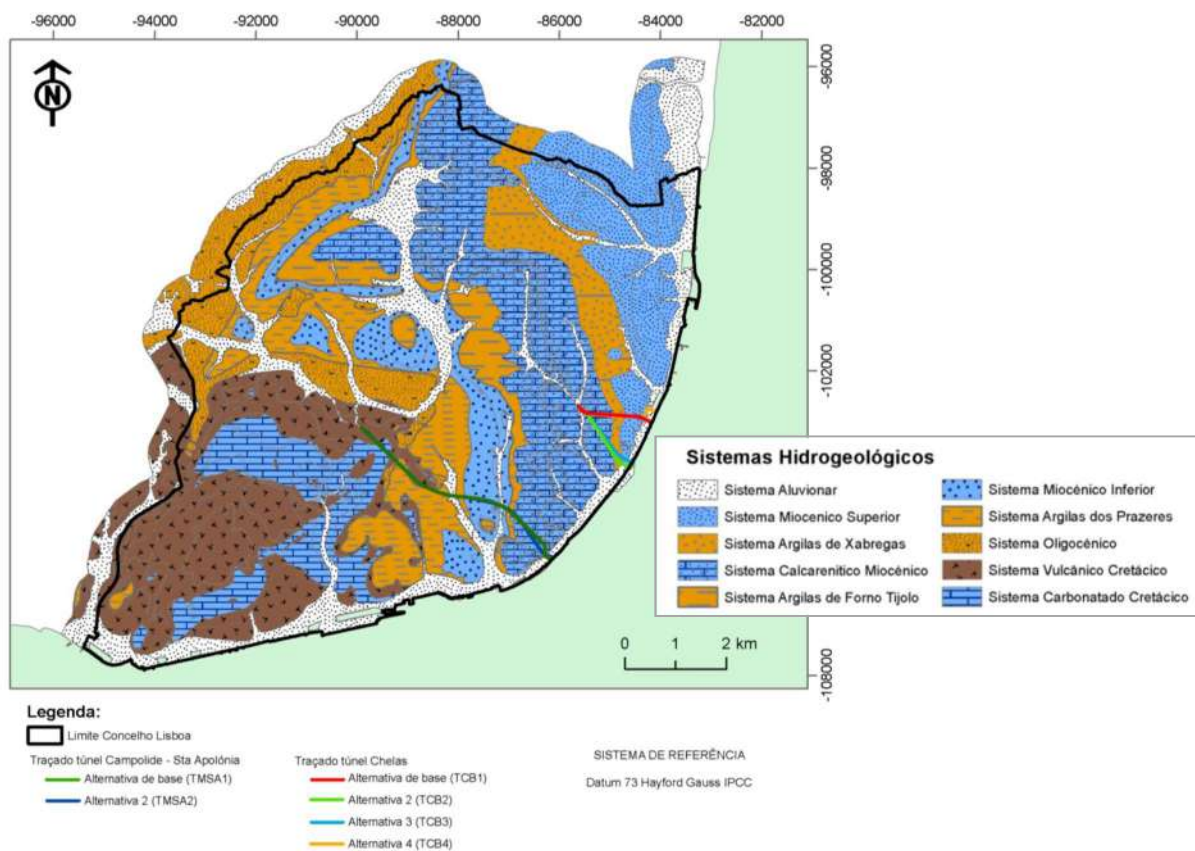 -96000 -94000 -92000 -90000 -88000 -86000 -84000 -82000
-96000
N
-98000
-100000
-102000
Sistemas Hidrogeológicos
Sistema Aluvionar
Sistema Miocénico Inferior
Sistema Miocenico Superior
Sistema Argilas dos Prazeres
Sistema Argilas de Xabregas
Sistema Oligocénico
Sistema Calcarenitico Miocénico
Sistema Vulcânico Cretácico
Sistema Argilas de Forno Tijolo
Sistema Carbonatado Cretácico
0 1 2 km
-108000
Legenda:
Limite Concelho Lisboa
Traçado túnel Campolide - Sta Apolónia
Alternativa de base (TMSA1)
Alternativa 2 (TMSA2)
Traçado túnel Chelas
Alternativa de base (TCB1)
Alternativa 2 (TCB2)
Alternativa 3 (TCB3)
Alternativa 4 (TCB4)
SISTEMA DE REFERÊNCIA
Datum 73 Hayford Gauss IPCC